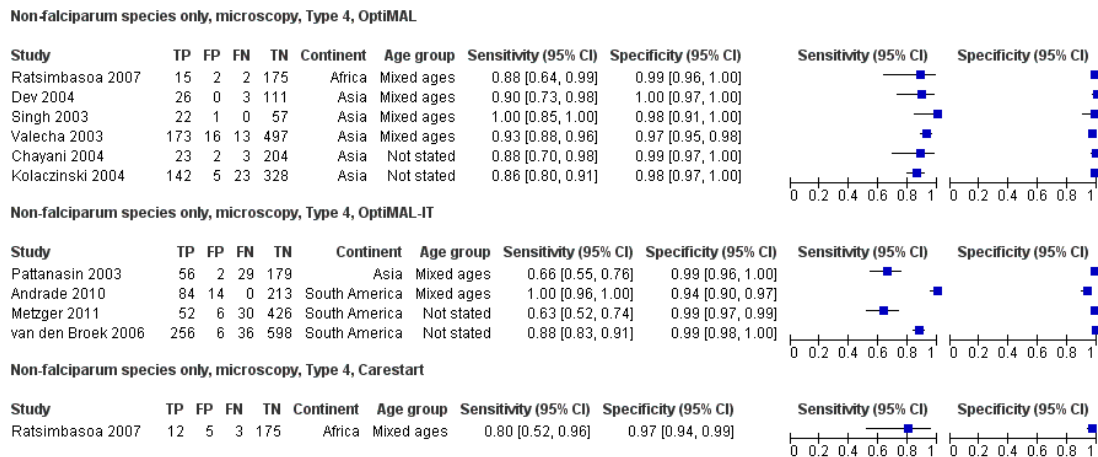 Non-falciparum species only, microscopy, Type 4, OptiMAL
Study TP FP FN TN Continent Age group Sensitivity (95% CI) Specificity (95% CI) Sensitivity (95% CI) Specificity (95% CI)
Ratsimbasoa 2007 15 2 2 175 Africa Mixed ages 0.88 [0.64, 0.99] 0.99 [0.96, 1.00]
Dev 2004 26 0 3 111 Asia Mixed ages 0.90 [0.73, 0.98] 1.00 [0.97, 1.00]
Singh 2003 22 1 0 57 Asia Mixed ages 1.00 [0.85, 1.00] 0.98 [0.91, 1.00]
Valecha 2003 173 16 13 497 Asia Mixed ages 0.93 [0.88, 0.96] 0.97 [0.95, 0.98]
Chayani 2004 23 2 3 204 Asia Not stated 0.88 [0.70, 0.98] 0.99 [0.97, 1.00]
Kolaczinski 2004 142 5 23 328 Asia Not stated 0.86 [0.80, 0.91] 0.98 [0.97, 1.00]
0 0.2 0.4 0.6 0.8 1 0 0.2 0.4 0.6 0.8 1
Non-falciparum species only, microscopy, Type 4, OptiMAL-IT
Study TP FP FN TN Continent Age group Sensitivity (95% CI) Specificity (95% CI) Sensitivity (95% CI) Specificity (95% CI)
Pattanasin 2003 56 2 29 179 Asia Mixed ages 0.66 [0.55, 0.76] 0.99 [0.96, 1.00]
Andrade 2010 84 14 0 213 South America Mixed ages 1.00 [0.96, 1.00] 0.94 [0.90, 0.97]
Metzger 2011 52 6 30 426 South America Not stated 0.63 [0.52, 0.74] 0.99 [0.97, 0.99]
van den Broek 2006 256 6 36 598 South America Not stated 0.88 [0.83, 0.91] 0.99 [0.98, 1.00]
0 0.2 0.4 0.6 0.8 1 0 0.2 0.4 0.6 0.8 1
Non-falciparum species only, microscopy, Type 4, Carestart
Study TP FP FN TN Continent Age group Sensitivity (95% CI) Specificity (95% CI) Sensitivity (95% CI) Specificity (95% CI)
Ratsimbasoa 2007 12 5 3 175 Africa Mixed ages 0.80 [0.52, 0.96] 0.97 [0.94, 0.99]
0 0.2 0.4 0.6 0.8 1 0 0.2 0.4 0.6 0.8 1